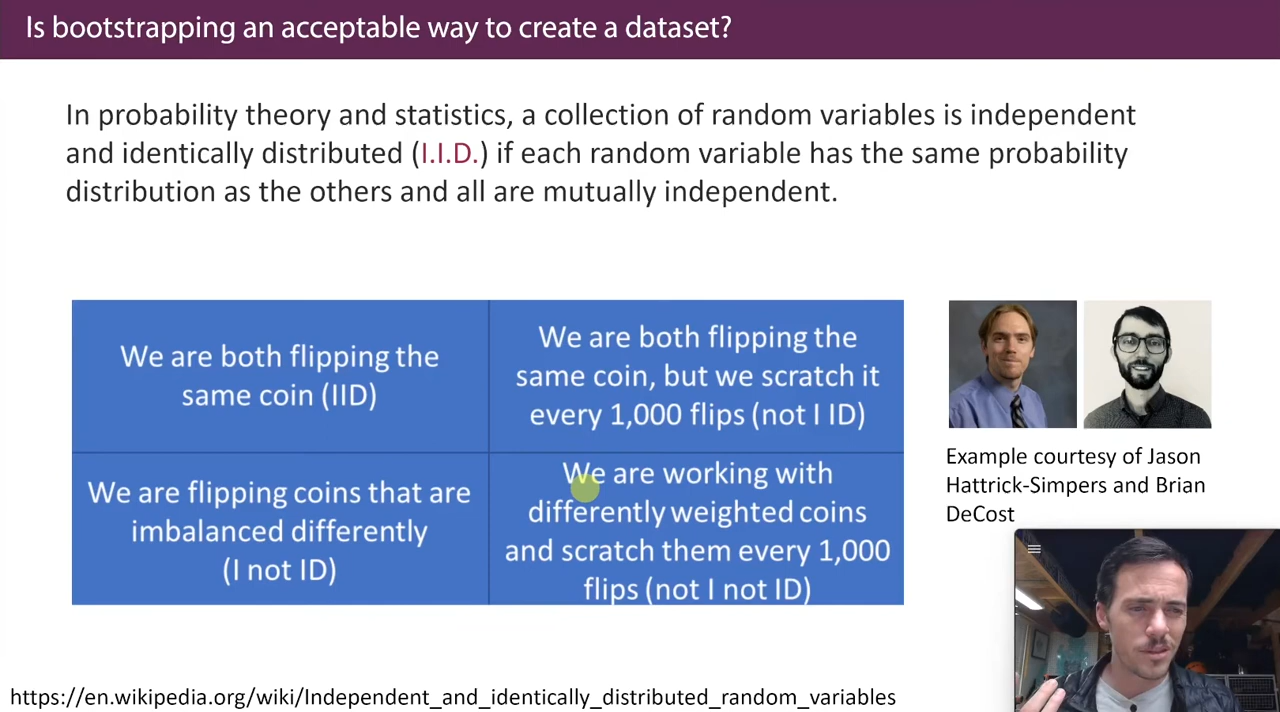 Is bootstrapping an acceptable way to create a dataset?
In probability theory and statistics, a collection of random variables is independent
and identically distributed (I.I.D.) if each random variable has the same probability
distribution as the others and all are mutually independent.
We are both flipping the
same coin (IID)
We are both flipping the
same coin, but we scratch it
every 1,000 flips (not I ID)
We are flipping coins that are
imbalanced differently
(I not ID)
We are working with
differently weighted coins
and scratch them every 1,000
flips (not I not ID)
Example courtesy of Jason
Hattrick-Simpers and Brian
DeCost
https://en.wikipedia.org/wiki/Independent_and_identically_distributed_random_variables